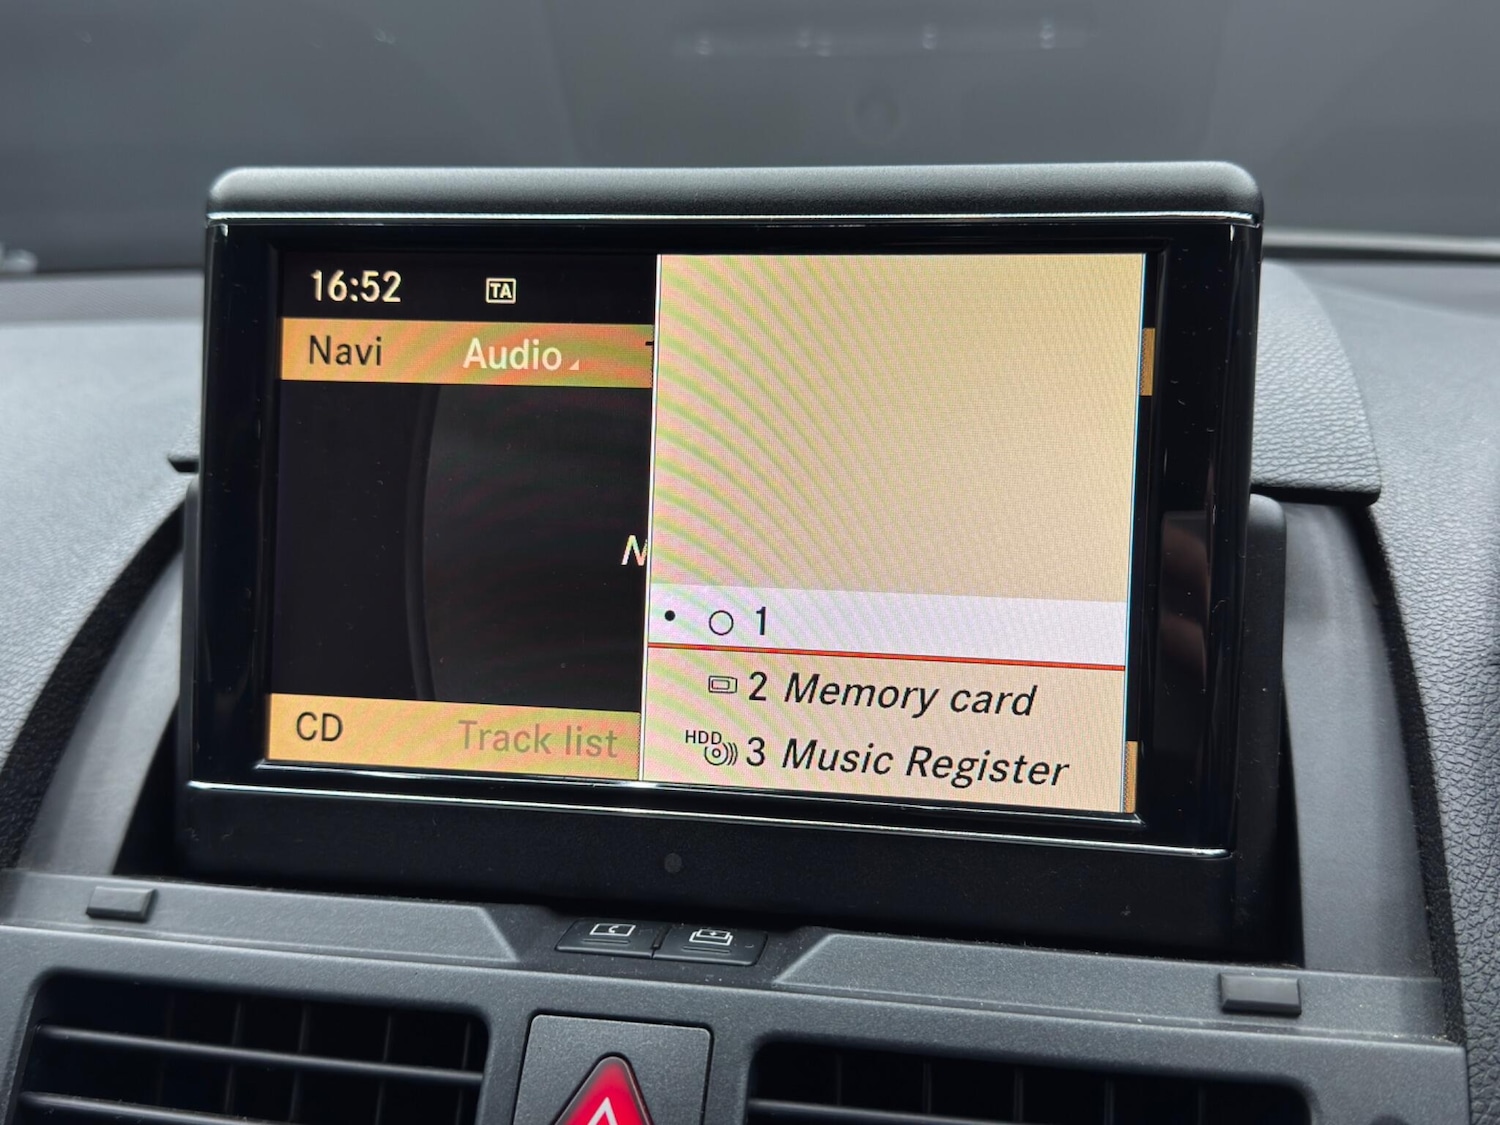 16:52 TA
Navi Audio
N
1
2 Memory card
HDD 3 Music Register
CD Track list